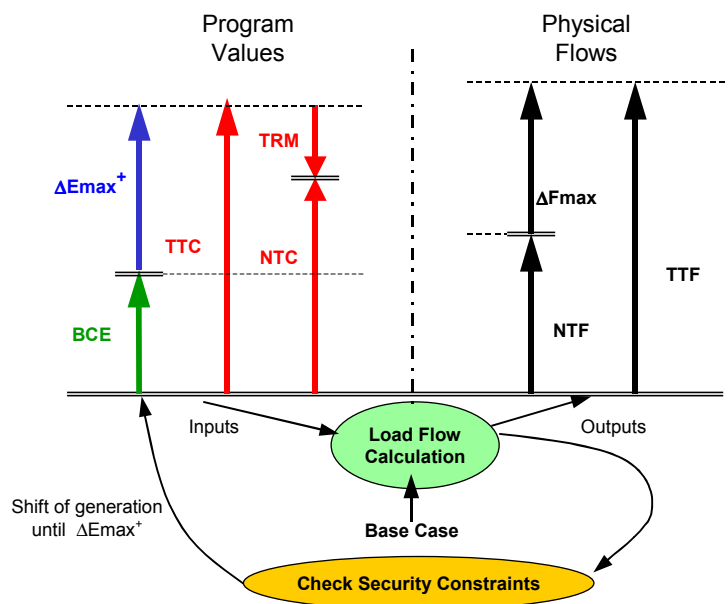 Program
Values
Physical
Flows
TRM
ΔEmax+
ΔFmax
TTC
NTC
TTF
BCE
NTF
Inputs
Load Flow
Calculation
Outputs
Shift of generation
until ΔEmax+
Base Case
Check Security Constraints